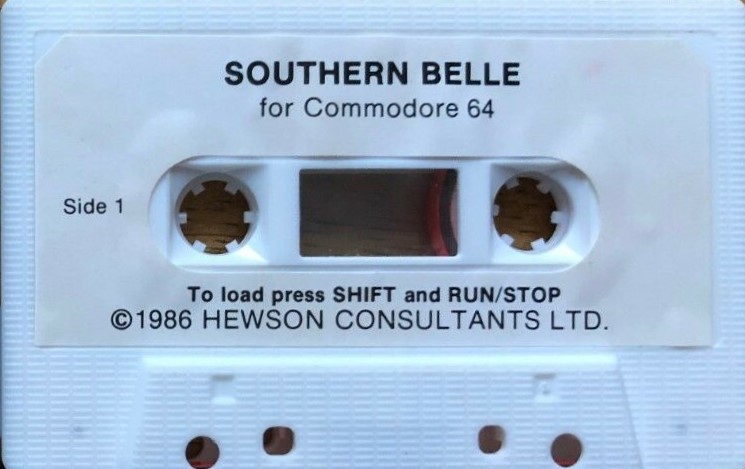 SOUTHERN BELLE
for Commodore 64
Side 1
To load press SHIFT and RUN/STOP
©1986 HEWSON CONSULTANTS LTD.